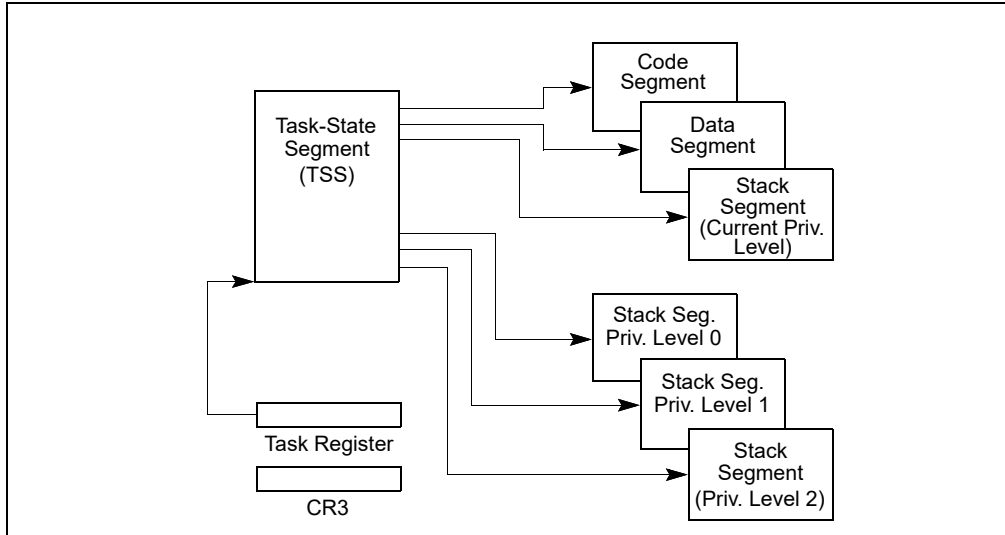 Task-State
Segment
(TSS)
Code
Segment
Data
Segment
Stack
Segment
(Current Priv.
Level)
Stack Seg.
Priv. Level 0
Stack Seg.
Priv. Level 1
Stack
Segment
(Priv. Level 2)
Task Register
CR3